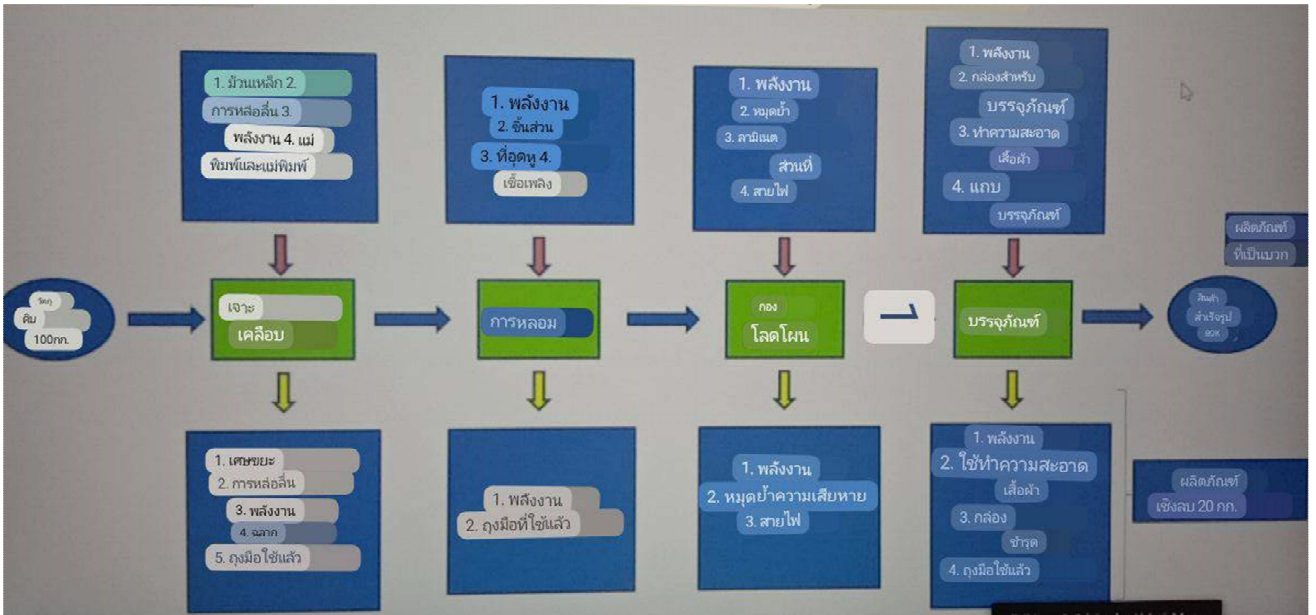 1. ม้วนเหล็ก 2.
การหล่อลื่น 3.
พลังงาน 4. แม่
พิมพ์และแม่พิมพ์
1. พลังงาน
2. ชิ้นส่วน
3. ที่อุดหู 4.
เชื้อเพลิง
1. พลังงาน
2. หมุดย้ำ
3. ลามิเนต
ส่วนที่
4. สายไฟ
1. พลังงาน
2. กล่องสำหรับ
บรรจุภัณฑ์
3. ทำความสะอาด
เสื้อผ้า
4. แถบ
บรรจุภัณฑ์
ผลิตภัณฑ์
ที่เป็นบวก
วัตถุ
ดิบ
100กก.
เจาะ
เคลือบ
การหลอม
กอง
โลดโผน
บรรจุภัณฑ์
สินค้า
สำเร็จรูป
1. เศษขยะ
2. การหล่อลื่น
3. พลังงาน
4. ฉลาก
5. ถุงมือใช้แล้ว
1. พลังงาน
2. ถุงมือที่ใช้แล้ว
1. พลังงาน
2. หมุดย้ำความเสียหาย
3. สายไฟ
1. พลังงาน
2. ใช้ทำความสะอาด
เสื้อผ้า
3. กล่อง
ชำรุด
4. ถุงมือใช้แล้ว
ผลิตภัณฑ์
เชิงลบ 20 กก.